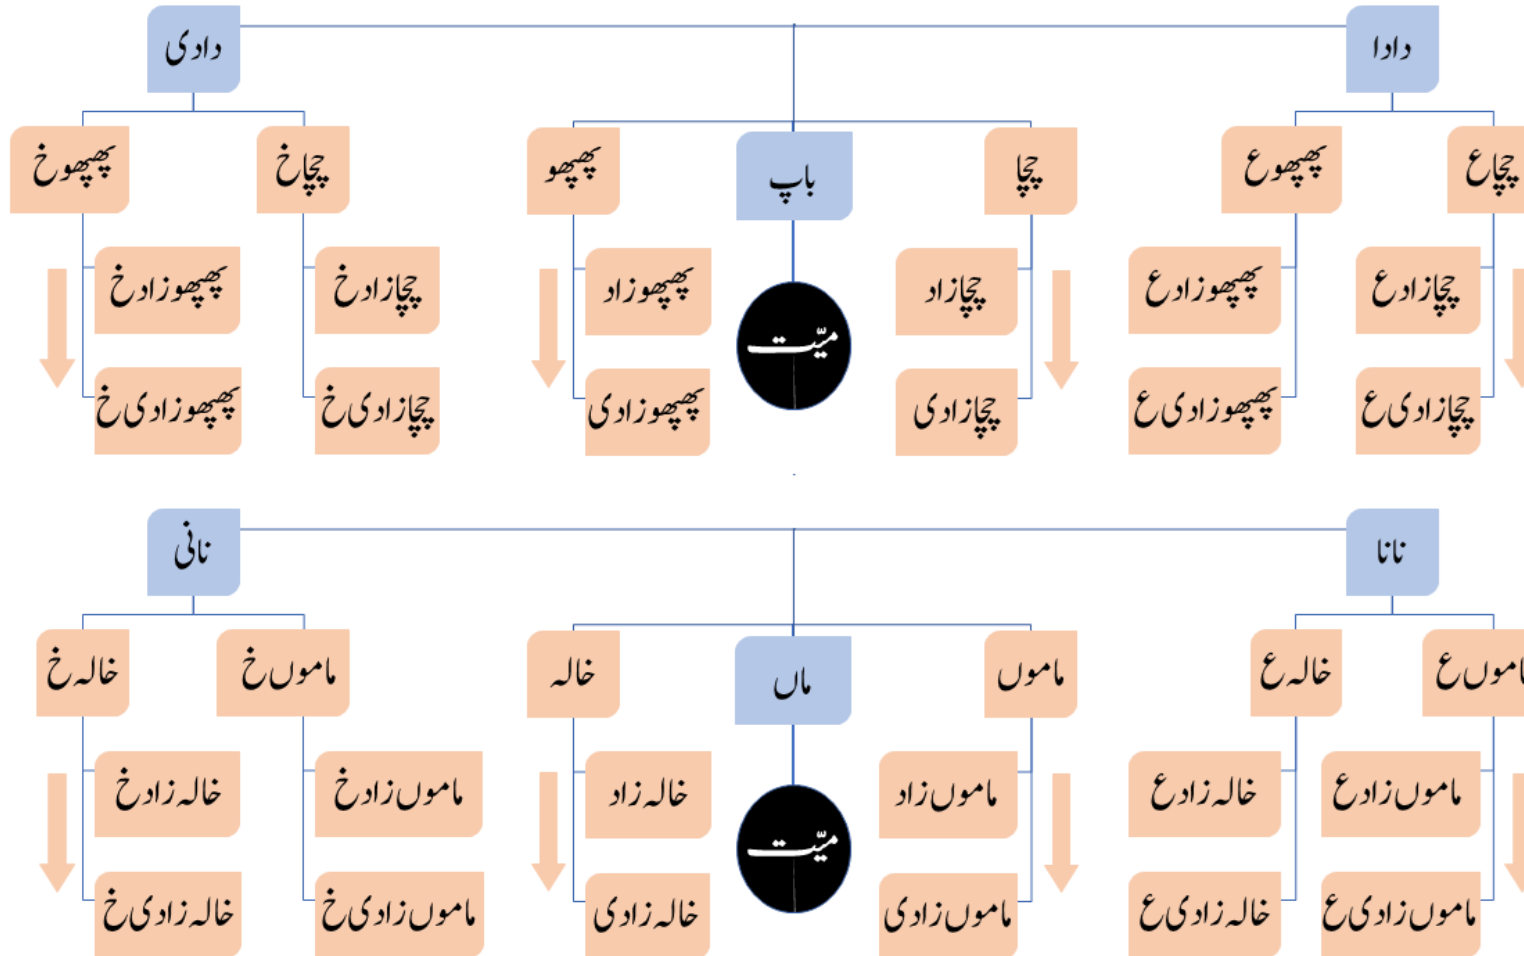 دادا
دادی
چچاع
پھپھوع
چچا
باپ
پھپھو
چچاخ
پھپھوخ
چچازادع
پھپھوزادع
چچازاد
پھپھوزاد
چچازادخ
پھپھوزادخ
میّت
چچازادیع
پھپھوزادیع
چچازادی
پھپھوزادی
چچازادیخ
پھپھوزادیخ
نانا
نانی
ماموںع
خالہع
ماموں
ماں
خالہ
ماموںخ
خالہخ
ماموںزادع
خالہزادع
ماموںزاد
خالہزاد
ماموںزادخ
خالہزادخ
میّت
ماموںزادیع
خالہزادیع
ماموںزادی
خالہزادی
ماموںزادیخ
خالہزادیخ